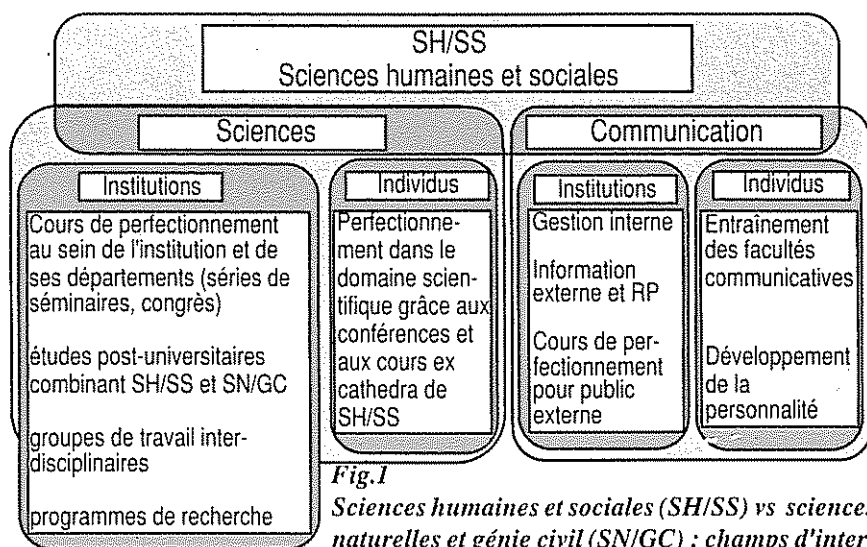 SH/SS
Sciences humaines et sociales
Sciences
Communication
Institutions
Cours de perfectionnement
au sein de l'institution et de
ses départements (séries de
séminaires, congrès)
études post-universitaires
combinant SH/SS et SN/GC
groupes de travail inter-
disciplinaires
programmes de recherche
Individus
Perfectionne-
ment dans le
domaine scien-
tifique grâce aux
conférences et
aux cours ex
cathedra de
SH/SS
Institutions
Gestion interne
Information
externe et RP
Cours de per-
fectionnement
pour public
externe
Individus
Entraînement
des facultés
communicatives
Développement
de la
personnalité
Fig.1
Sciences humaines et sociales (SH/SS) vs sciences
naturelles et génie civil (SN/GC) : champs d'inter